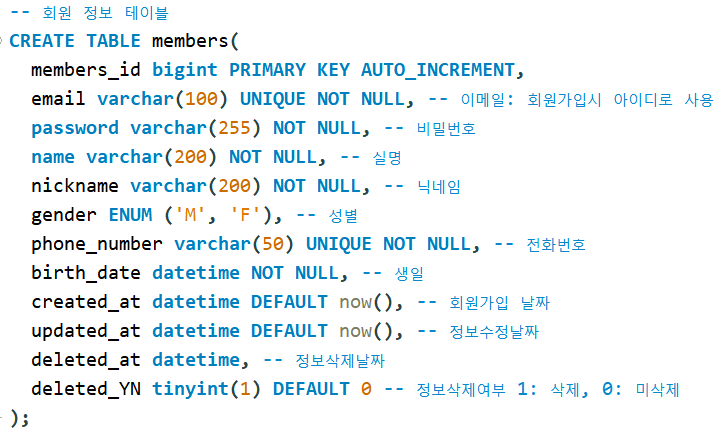 -- 회원 정보 테이블
CREATE TABLE members(
  members_id bigint PRIMARY KEY AUTO_INCREMENT,
  email varchar(100) UNIQUE NOT NULL, -- 이메일: 회원가입시 아이디로 사용
  password varchar(255) NOT NULL, -- 비밀번호
  name varchar(200) NOT NULL, -- 실명
  nickname varchar(200) NOT NULL, -- 닉네임
  gender ENUM ('M', 'F'), -- 성별
  phone_number varchar(50) UNIQUE NOT NULL, -- 전화번호
  birth_date datetime NOT NULL, -- 생일
  created_at datetime DEFAULT now(), -- 회원가입 날짜
  updated_at datetime DEFAULT now(), -- 정보수정날짜
  deleted_at datetime, -- 정보삭제날짜
  deleted_YN tinyint(1) DEFAULT 0 -- 정보삭제여부 1: 삭제, 0: 미삭제
);